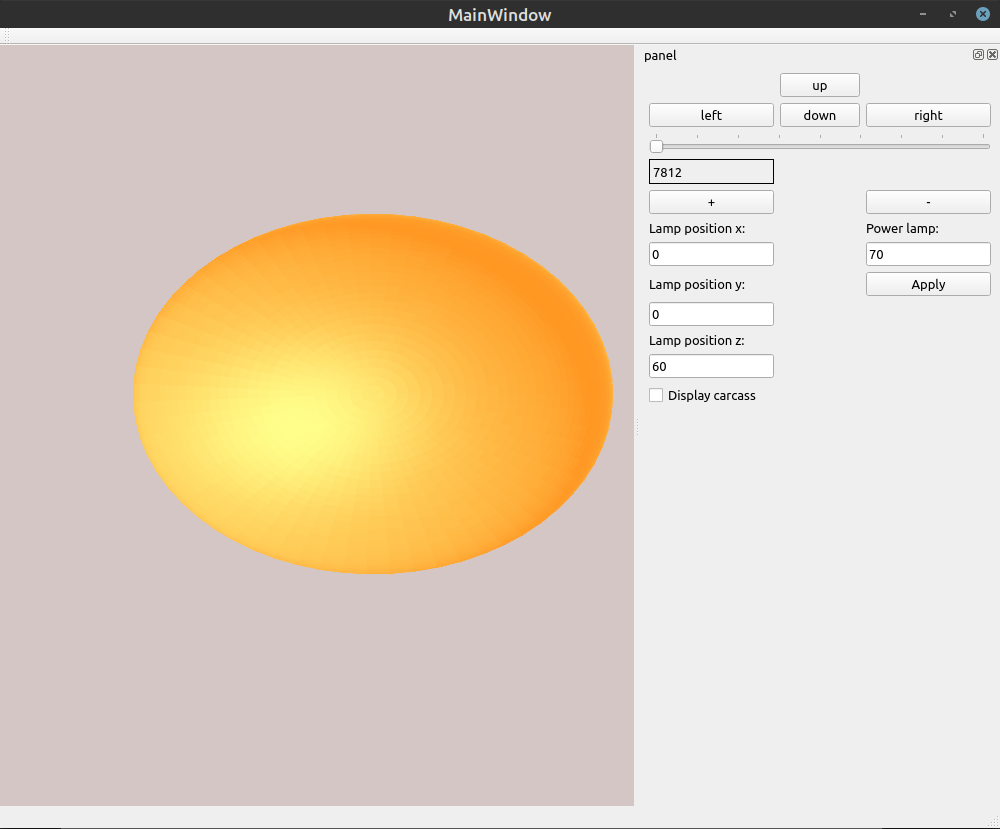 MainWindow
panel
up
left down right
7812
+ -
Lamp position x: Power lamp:
0 70
Lamp position y: Apply
0
Lamp position z:
60
Display carcass